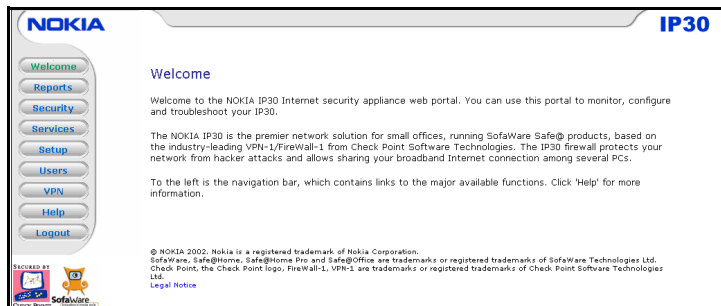 NOKIA
IP30
Welcome
Reports
Security
Services
Setup
Users
VPN
Help
Logout
Welcome
Welcome to the NOKIA IP30 Internet security appliance web portal. You can use this portal to monitor, configure
and troubleshoot your IP30.
The NOKIA IP30 is the premier network solution for small offices, running SofaWare Safe@ products, based on
the industry-leading VPN-1/FireWall-1 from Check Point Software Technologies. The IP30 firewall protects your
network from hacker attacks and allows sharing your broadband Internet connection among several PCs.
To the left is the navigation bar, which contains links to the major available functions. Click 'Help' for more
information.
© NOKIA 2002. Nokia is a registered trademark of Nokia Corporation.
SofaWare, Safe@Home, Safe@Home Pro and Safe@Office are trademarks or registered trademarks of SofaWare Technologies Ltd.
Check Point, the Check Point logo, FireWall-1, VPN-1 are trademarks or registered trademarks of Check Point Software Technologies
Ltd.
Legal Notice
SECURED BY
CHECK POINT
SofaWare